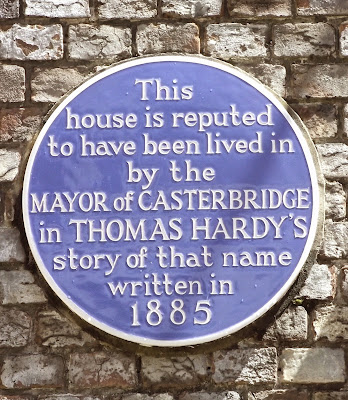 This
house is reputed
to have been lived in
by the
MAYOR of CASTERBRIDGE
in THOMAS HARDY'S
story of that name
written in
1885